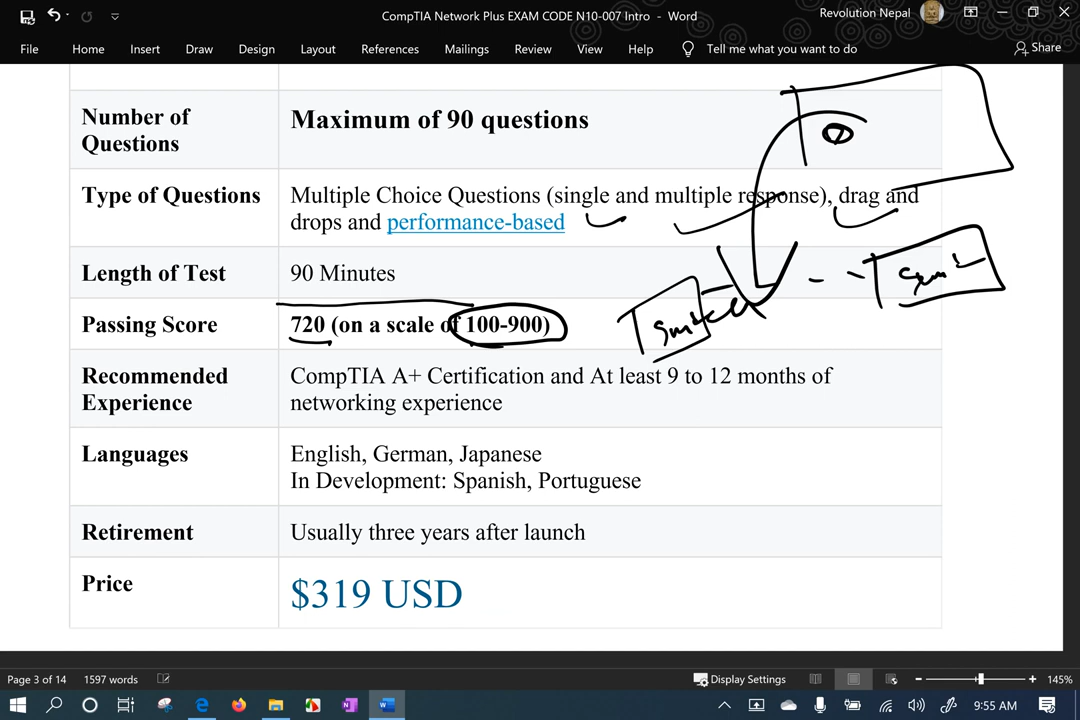 CompTIA Network Plus EXAM CODE N10-007 Intro - Word
Revolution Nepal
File Home Insert Draw Design Layout References Mailings Review View Help Tell me what you want to do Share
Number of Questions Maximum of 90 questions
Type of Questions Multiple Choice Questions (single and multiple response), drag and
drops and performance-based
Length of Test 90 Minutes
Passing Score 720 (on a scale of 100-900)
Recommended CompTIA A+ Certification and At least 9 to 12 months of
Experience networking experience
Languages English, German, Japanese
In Development: Spanish, Portuguese
Retirement Usually three years after launch
Price $319 USD
Page 3 of 14 1597 words Display Settings 145%
9:55 AM